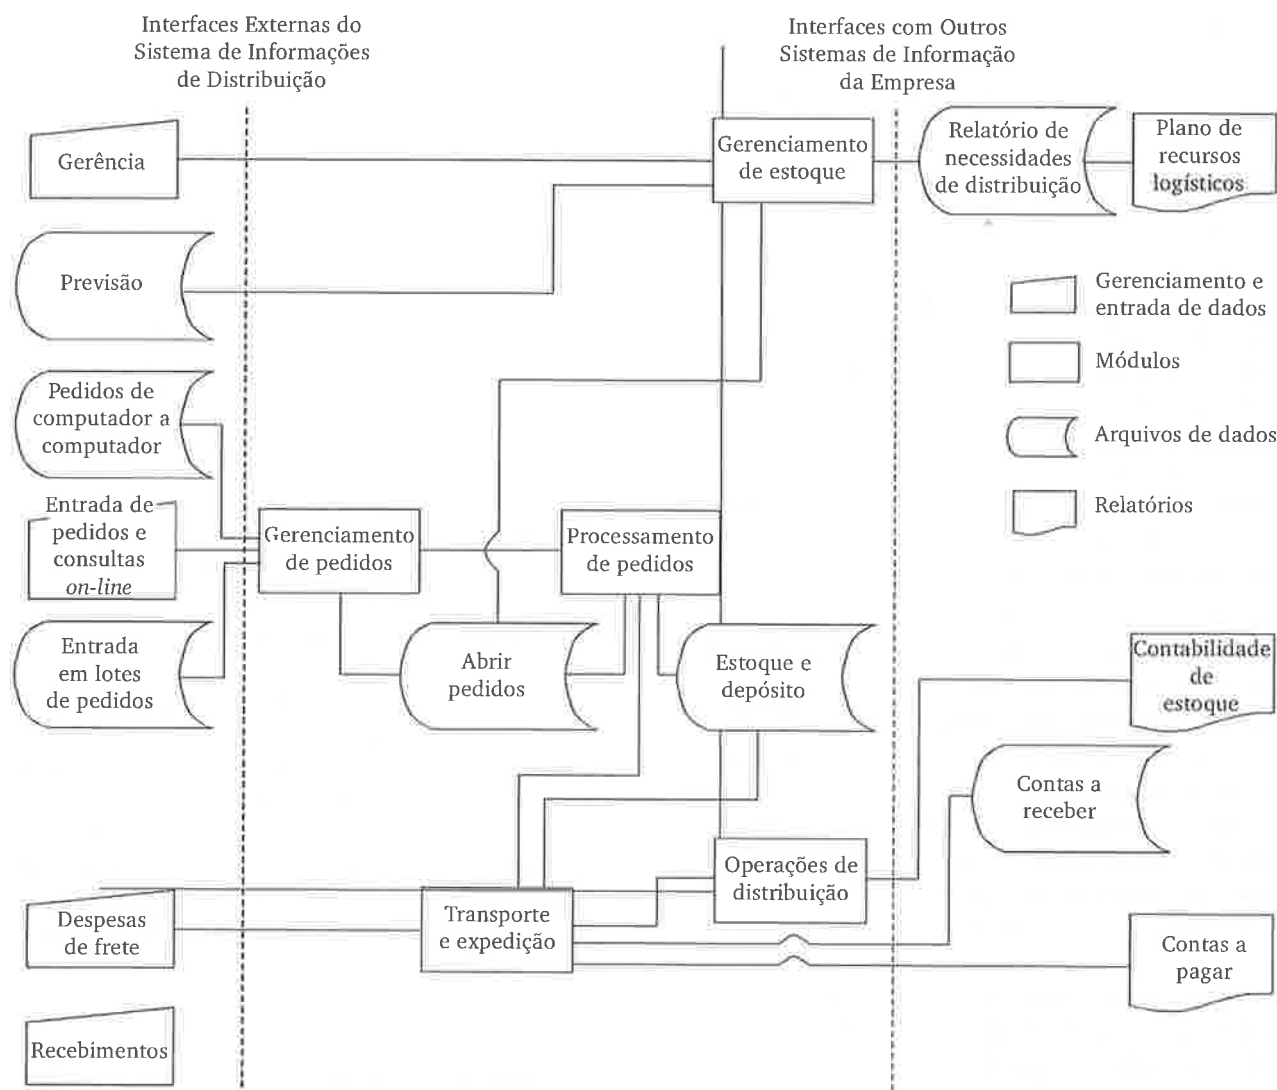 Interfaces Externas do
Sistema de Informações
de Distribuição
Interfaces com Outros
Sistemas de Informação
da Empresa
Gerência
Gerenciamento
de estoque
Relatório de
necessidades
de distribuição
Plano de
recursos
logísticos
Previsão
Gerenciamento e
entrada de dados
Módulos
Arquivos de dados
Relatórios
Pedidos de
computador a
computador
Entrada de
pedidos e
consultas
on-line
Gerenciamento
de pedidos
Processamento
de pedidos
Entrada
em lotes
de pedidos
Abrir
pedidos
Estoque e
depósito
Contabilidade
de
estoque
Contas a
receber
Operações de
distribuição
Despesas
de frete
Transporte
e expedição
Contas a
pagar
Recebimentos